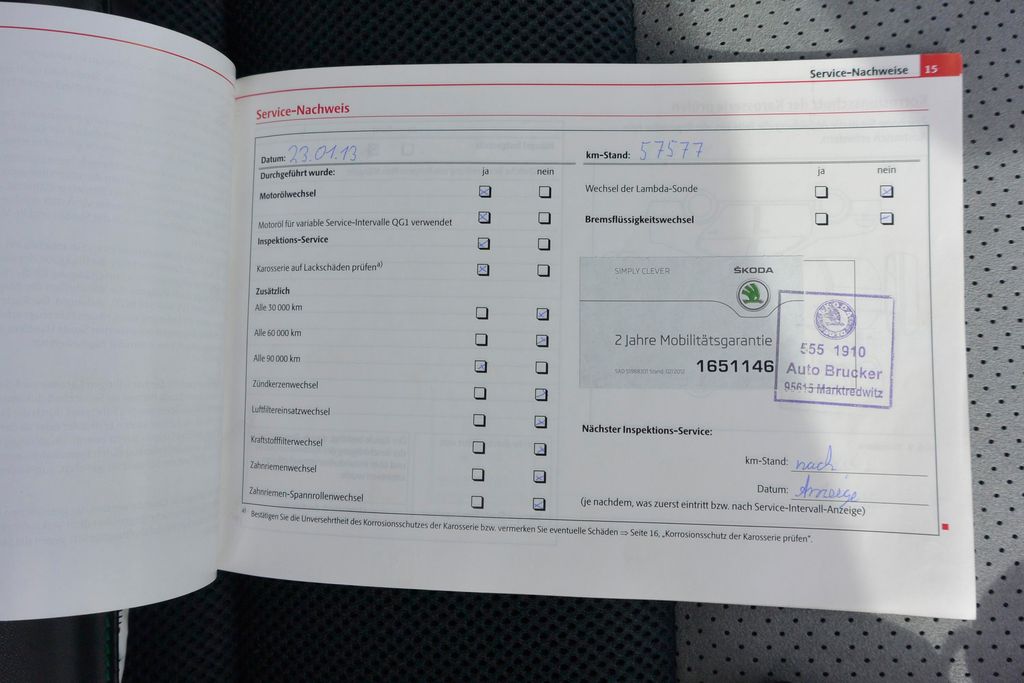 Service-Nachweise 15
Service-Nachweis
Datum: 23.01.13
km-Stand: 57577
Durchgeführt wurde: ja nein
ja nein
Motorölwechsel
Wechsel der Lambda-Sonde
Motoröl für variable Service-Intervalle QG1 verwendet
Bremsflüssigkeitswechsel
Inspektions-Service
Karosserie auf Lackschäden prüfen a)
Zusätzlich
Alle 30 000 km
Alle 60 000 km
Alle 90 000 km
Zündkerzenwechsel
Luftfiltereinsatzwechsel
Kraftstofffilterwechsel
Zahnriemenwechsel
Zahnriemen-Spannrollenwechsel
SIMPLY CLEVER
ŠKODA
2 Jahre Mobilitätsgarantie
1651146
555 1910
Auto Brucker
95615 Marktredwitz
Nächster Inspektions-Service:
km-Stand: nach
Datum: Anzeige
(je nachdem, was zuerst eintritt bzw. nach Service-Intervall-Anzeige)
a) Bestätigen Sie die Unversehrtheit des Korrosionsschutzes der Karosserie bzw. vermerken Sie eventuelle Schäden ⇒ Seite 16, „Korrosionsschutz der Karosserie prüfen".